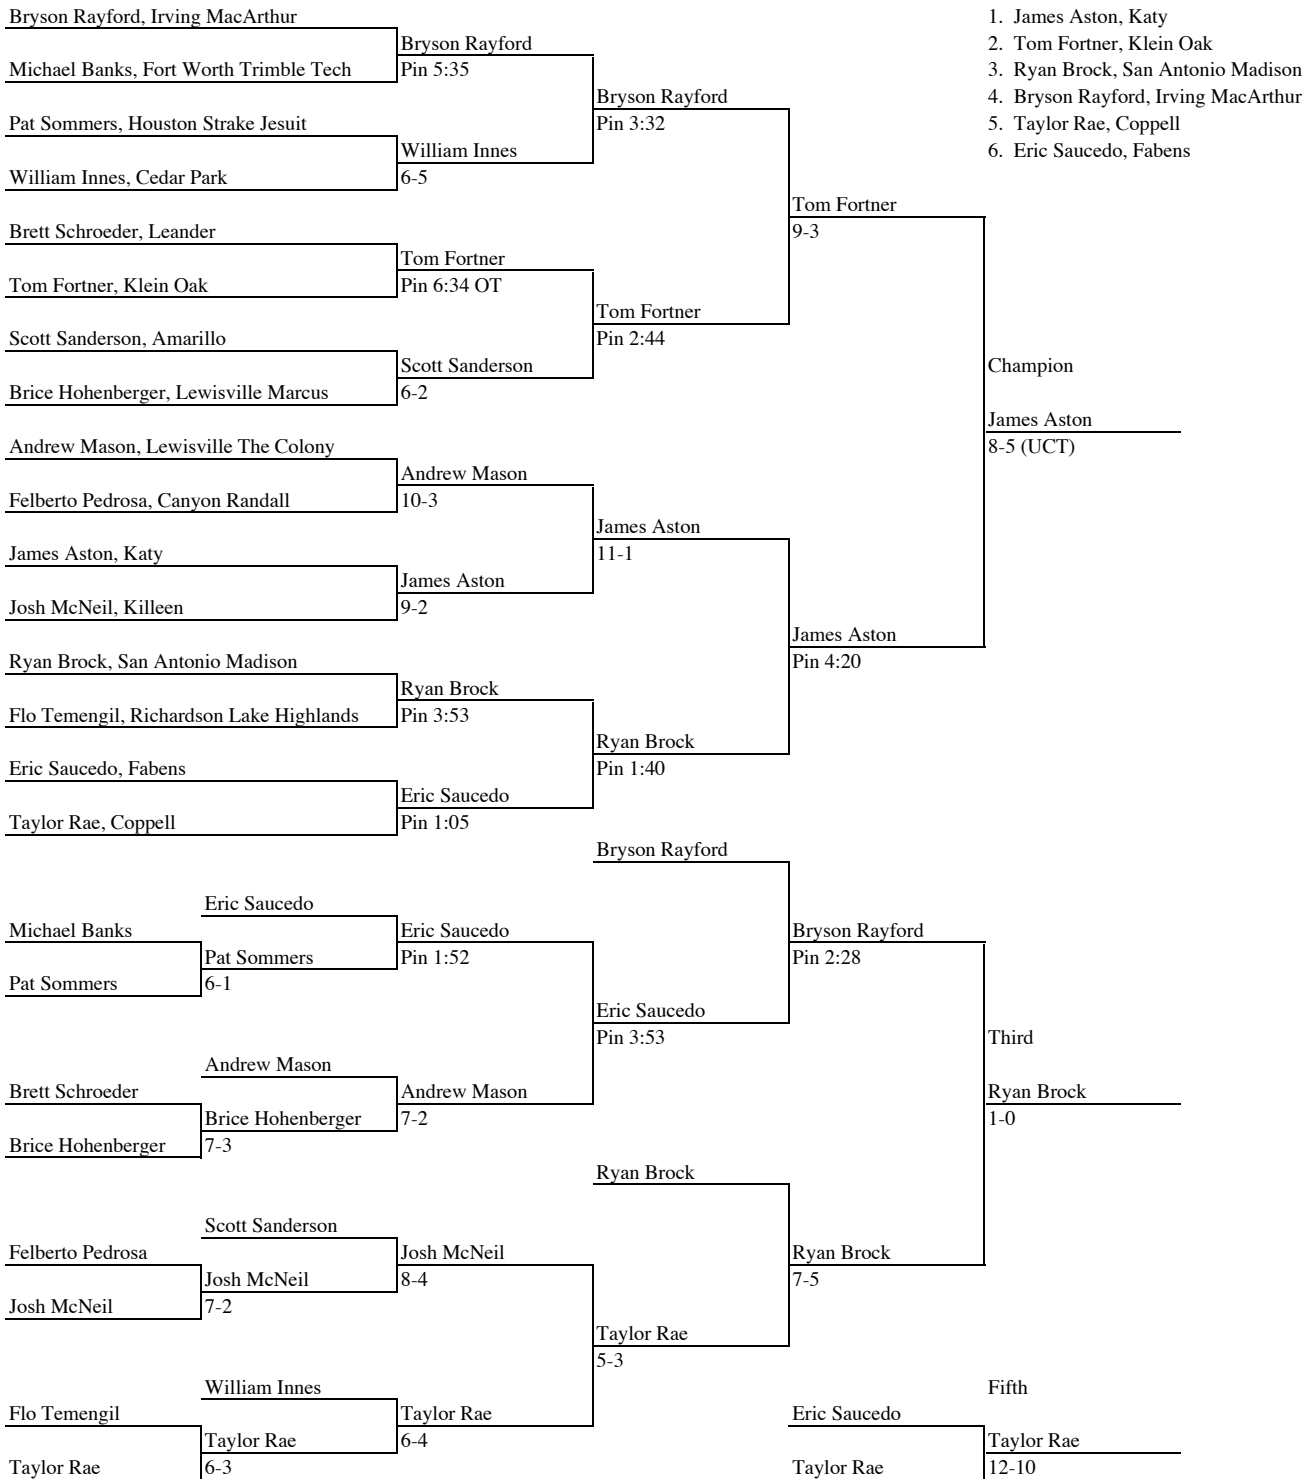 Bryson Rayford, Irving MacArthur
1. James Aston, Katy
Bryson Rayford
2. Tom Fortner, Klein Oak
Michael Banks, Fort Worth Trimble Tech
Pin 5:35
3. Ryan Brock, San Antonio Madison
Bryson Rayford
4. Bryson Rayford, Irving MacArthur
Pat Sommers, Houston Strake Jesuit
Pin 3:32
5. Taylor Rae, Coppell
William Innes
6. Eric Saucedo, Fabens
William Innes, Cedar Park
6-5
Tom Fortner
Brett Schroeder, Leander
9-3
Tom Fortner
Tom Fortner, Klein Oak
Pin 6:34 OT
Tom Fortner
Scott Sanderson, Amarillo
Pin 2:44
Scott Sanderson
Champion
Brice Hohenberger, Lewisville Marcus
6-2
James Aston
Andrew Mason, Lewisville The Colony
8-5 (UCT)
Andrew Mason
Felberto Pedrosa, Canyon Randall
10-3
James Aston
James Aston, Katy
11-1
James Aston
Josh McNeil, Killeen
9-2
James Aston
Ryan Brock, San Antonio Madison
Pin 4:20
Ryan Brock
Flo Temengil, Richardson Lake Highlands
Pin 3:53
Ryan Brock
Eric Saucedo, Fabens
Pin 1:40
Eric Saucedo
Taylor Rae, Coppell
Pin 1:05
Bryson Rayford
Eric Saucedo
Michael Banks
Eric Saucedo
Bryson Rayford
Pat Sommers
Pin 1:52
Pin 2:28
Pat Sommers
6-1
Eric Saucedo
Pin 3:53
Third
Andrew Mason
Brett Schroeder
Andrew Mason
Ryan Brock
Brice Hohenberger
7-2
1-0
Brice Hohenberger
7-3
Ryan Brock
Scott Sanderson
Felberto Pedrosa
Josh McNeil
Ryan Brock
Josh McNeil
8-4
7-5
Josh McNeil
7-2
Taylor Rae
5-3
William Innes
Fifth
Flo Temengil
Taylor Rae
Eric Saucedo
Taylor Rae
6-4
Taylor Rae
Taylor Rae
6-3
Taylor Rae
12-10